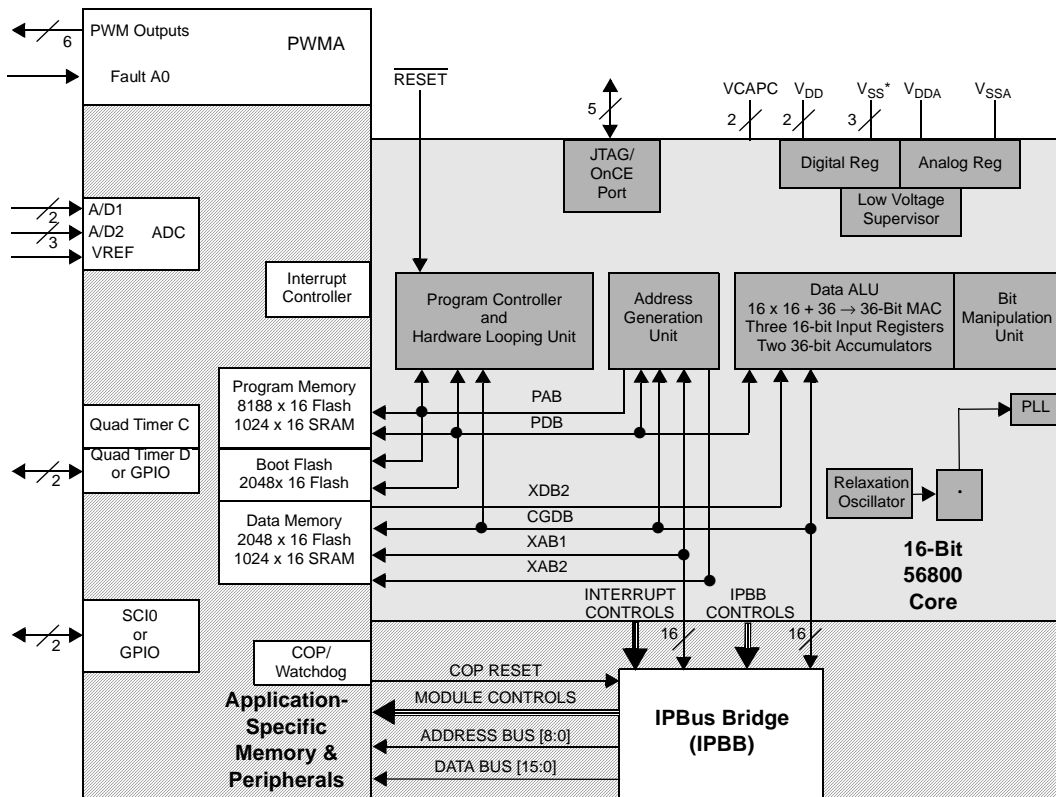 PWM Outputs
6
PWMA
Fault A0
RESET
5
VCAPC
2
VDD
2
VSS*
3
VDDA
VSSA
JTAG/
OnCE
Port
Digital Reg
Analog Reg
Low Voltage
Supervisor
A/D1
2
A/D2
3
ADC
VREF
Interrupt
Controller
Program Controller
and
Hardware Looping Unit
Address
Generation
Unit
Data ALU
16 x 16 + 36 → 36-Bit MAC
Three 16-bit Input Registers
Two 36-bit Accumulators
Bit
Manipulation
Unit
Program Memory
8188 x 16 Flash
1024 x 16 SRAM
PAB
PDB
PLL
Quad Timer C
Quad Timer D
or GPIO
2
Boot Flash
2048x 16 Flash
XDB2
CGDB
XAB1
XAB2
Data Memory
2048 x 16 Flash
1024 x 16 SRAM
Relaxation
Oscillator
16-Bit
56800
Core
SCI0
or
GPIO
2
INTERRUPT
CONTROLS
16
IPBB
CONTROLS
16
COP/
Watchdog
COP RESET
MODULE CONTROLS
ADDRESS BUS [8:0]
DATA BUS [15:0]
Application-
Specific
Memory &
Peripherals
IPBus Bridge
(IPBB)